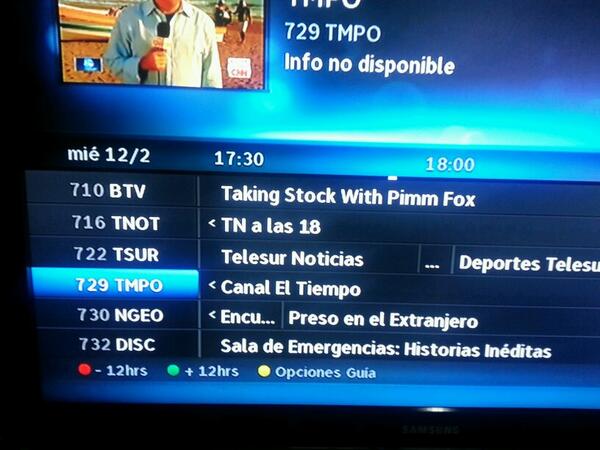 TMPO
729 TMPO
Info no disponible
CNN
mié 12/2 17:30 18:00
710 BTV Taking Stock With Pimm Fox
716 TNOT < TN a las 18
722 TSUR Telesur Noticias ... Deportes Telesu
729 TMPO < Canal El Tiempo
730 NGEO < Encu... Preso en el Extranjero
732 DISC Sala de Emergencias: Historias Inéditas
- 12hrs + 12hrs Opciones Guía
SAMSUNG